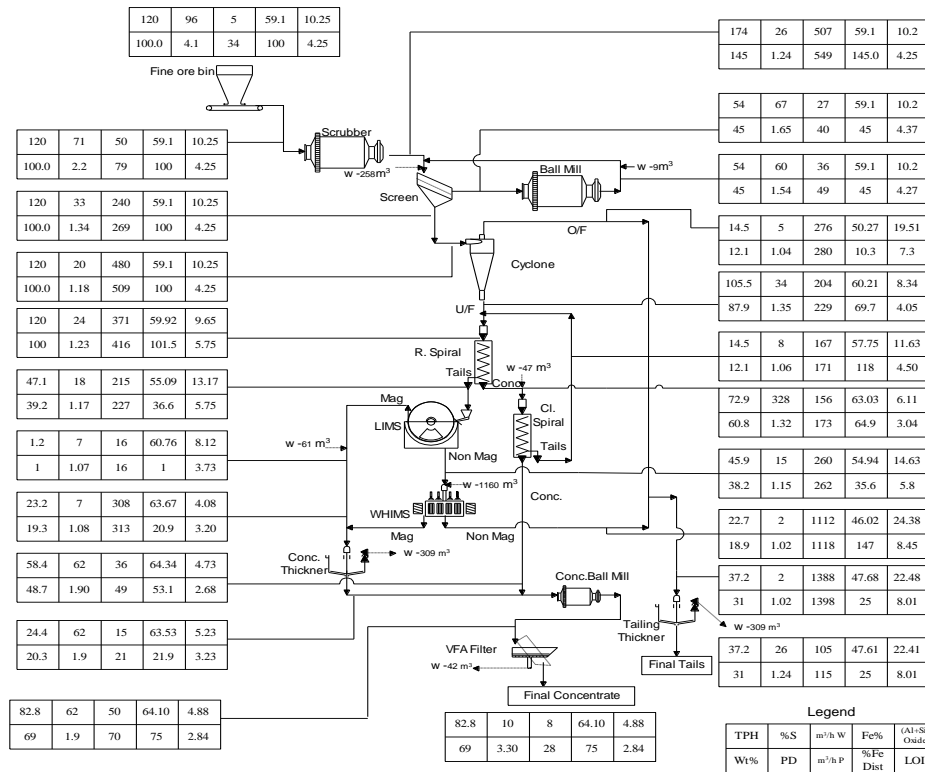 120 96 5 59.1 10.25
100.0 4.1 34 100 4.25
Fine ore bin
174 26 507 59.1 10.2
145 1.24 549 145.0 4.25
120 71 50 59.1 10.25
100.0 2.2 79 100 4.25
Scrubber
W -258m³
Screen
Ball Mill
W -9m³
54 67 27 59.1 10.2
45 1.65 40 45 4.37
54 60 36 59.1 10.2
45 1.54 49 45 4.27
120 33 240 59.1 10.25
100.0 1.34 269 100 4.25
O/F
Cyclone
U/F
14.5 5 276 50.27 19.51
12.1 1.04 280 10.3 7.3
120 20 480 59.1 10.25
100.0 1.18 509 100 4.25
105.5 34 204 60.21 8.34
87.9 1.35 229 69.7 4.05
120 24 371 59.92 9.65
100 1.23 416 101.5 5.75
R. Spiral
Tails
Conc.
W -47 m³
14.5 8 167 57.75 11.63
12.1 1.06 171 118 4.50
47.1 18 215 55.09 13.17
39.2 1.17 227 36.6 5.75
Mag
LIMS
Non Mag
Cl.
Spiral
Tails
Conc.
72.9 328 156 63.03 6.11
60.8 1.32 173 64.9 3.04
W -61 m³
1.2 7 16 60.76 8.12
1 1.07 16 1 3.73
45.9 15 260 54.94 14.63
38.2 1.15 262 35.6 5.8
W -1160 m³
WHIMS
Mag
Non Mag
23.2 7 308 63.67 4.08
19.3 1.08 313 20.9 3.20
22.7 2 1112 46.02 24.38
18.9 1.02 1118 147 8.45
Conc.
Thickner
W -309 m³
58.4 62 36 64.34 4.73
48.7 1.90 49 53.1 2.68
Conc.Ball Mill
37.2 2 1388 47.68 22.48
31 1.02 1398 25 8.01
Tailing
Thickner
W -309 m³
24.4 62 15 63.53 5.23
20.3 1.9 21 21.9 3.23
VFA Filter
W -42 m³
Final Tails
37.2 26 105 47.61 22.41
31 1.24 115 25 8.01
Final Concentrate
82.8 62 50 64.10 4.88
69 1.9 70 75 2.84
82.8 10 8 64.10 4.88
69 3.30 28 75 2.84
Legend
TPH %S m³/h W Fe% (Al+Si
Oxide
Wt% PD m³/h P %Fe
Dist LOI